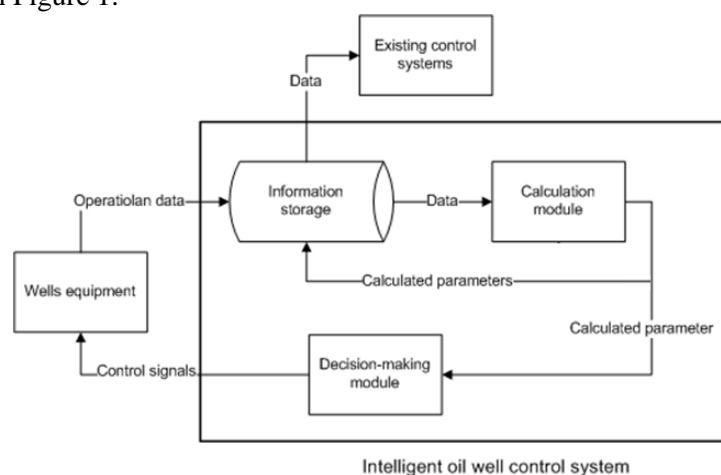 Figure 1.
Existing control
systems
Data
Information
storage
Operatiolan data
Data
Calculation
module
Wells equipment
Calculated parameters
Calculated parameter
Decision-making
module
Control signals
Intelligent oil well control system